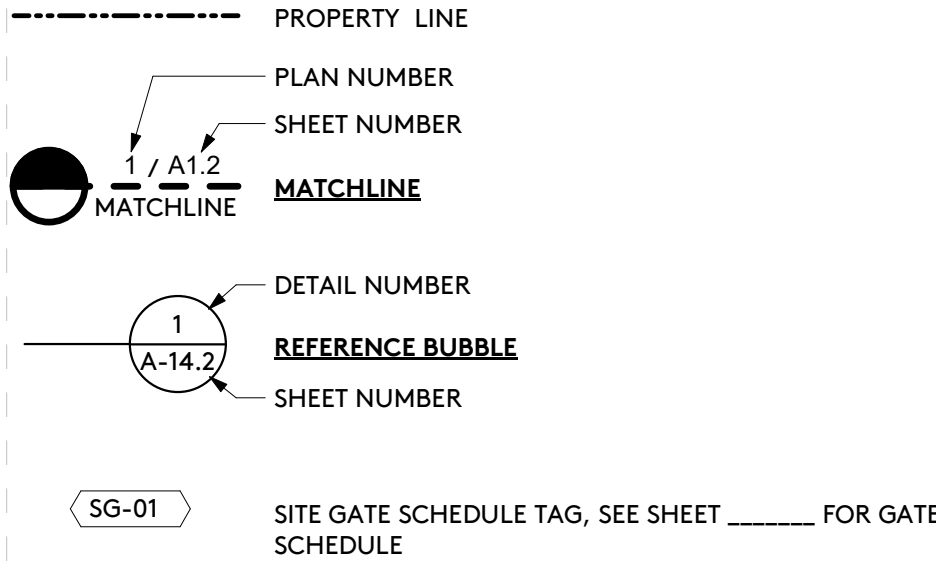 PROPERTY LINE
PLAN NUMBER
SHEET NUMBER
1 / A1.2
MATCHLINE
MATCHLINE
DETAIL NUMBER
1
REFERENCE BUBBLE
A-14.2
SHEET NUMBER
SG-01
SITE GATE SCHEDULE TAG, SEE SHEET _______ FOR GATE
SCHEDULE